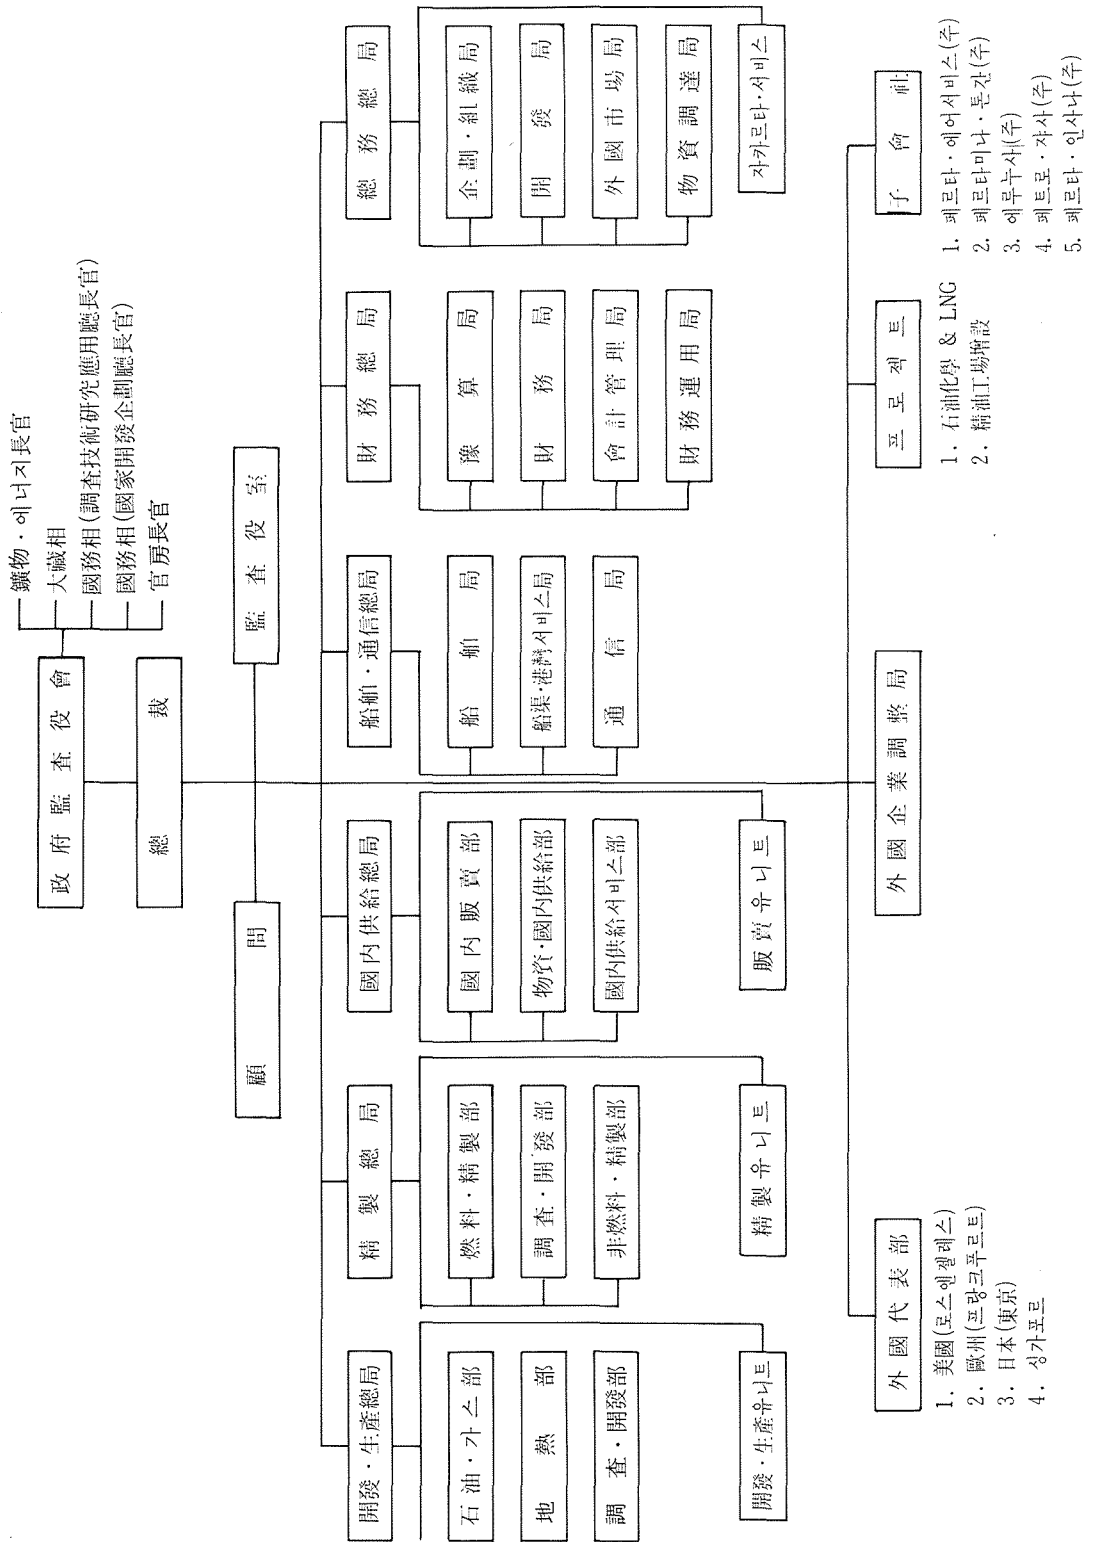 政府監査役會
鑛物・에너지長官
大藏相
國務相(調査技術研究應用廳長官)
國務相(國家開發企劃廳長官)
官房長官
總裁
顧問
監査役室
開發・生産總局
精製總局
國内供給總局
船舶・通信總局
財務總局
總務總局
石油・가스部
地熱部
調査・開發部
開發・生産유니트
燃料・精製部
調査・開發部
非燃料・精製部
精製유니트
國内販賣部
物資・國内供給部
國内供給서비스部
販賣유니트
船舶局
船渠・港灣서비스局
通信局
豫算局
財務局
會計管理局
財務運用局
企劃・組織局
開發局
外國市場局
物資調達局
자카르타・서비스
外國代表部
1. 美國(로스앤젤레스)
2. 歐州(프랑크푸르트)
3. 日本(東京)
4. 싱가포르
外國企業調整局
프로젝트
1. 石油化學 & LNG
2. 精油工場增設
子會社
1. 페르타・에어서비스(주)
2. 페르타미나・톤간(주)
3. 에루누사(주)
4. 페트로・쟈사(주)
5. 페르타・인사나(주)